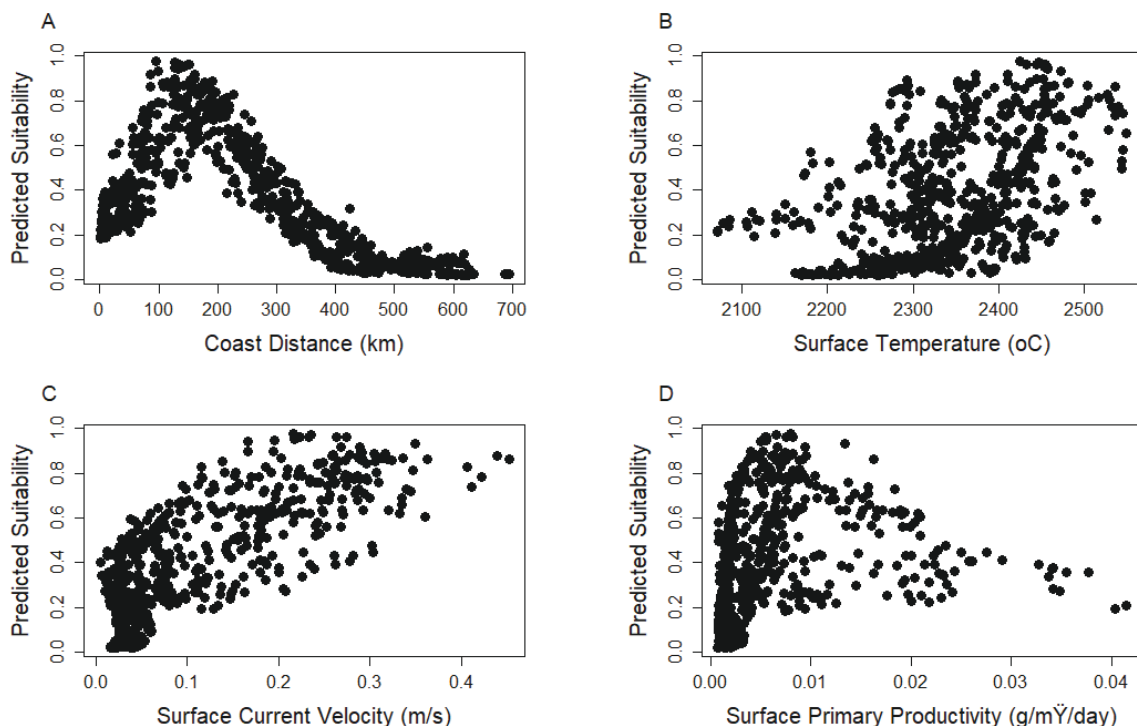 A
B
Predicted Suitability
0.0 0.2 0.4 0.6 0.8 1.0
0 100 200 300 400 500 600 700
Coast Distance (km)
Predicted Suitability
0.0 0.2 0.4 0.6 0.8 1.0
2100 2200 2300 2400 2500
Surface Temperature (oC)
C
D
Predicted Suitability
0.0 0.2 0.4 0.6 0.8 1.0
0.0 0.1 0.2 0.3 0.4
Surface Current Velocity (m/s)
Predicted Suitability
0.0 0.2 0.4 0.6 0.8 1.0
0.00 0.01 0.02 0.03 0.04
Surface Primary Productivity (g/mŸ/day)